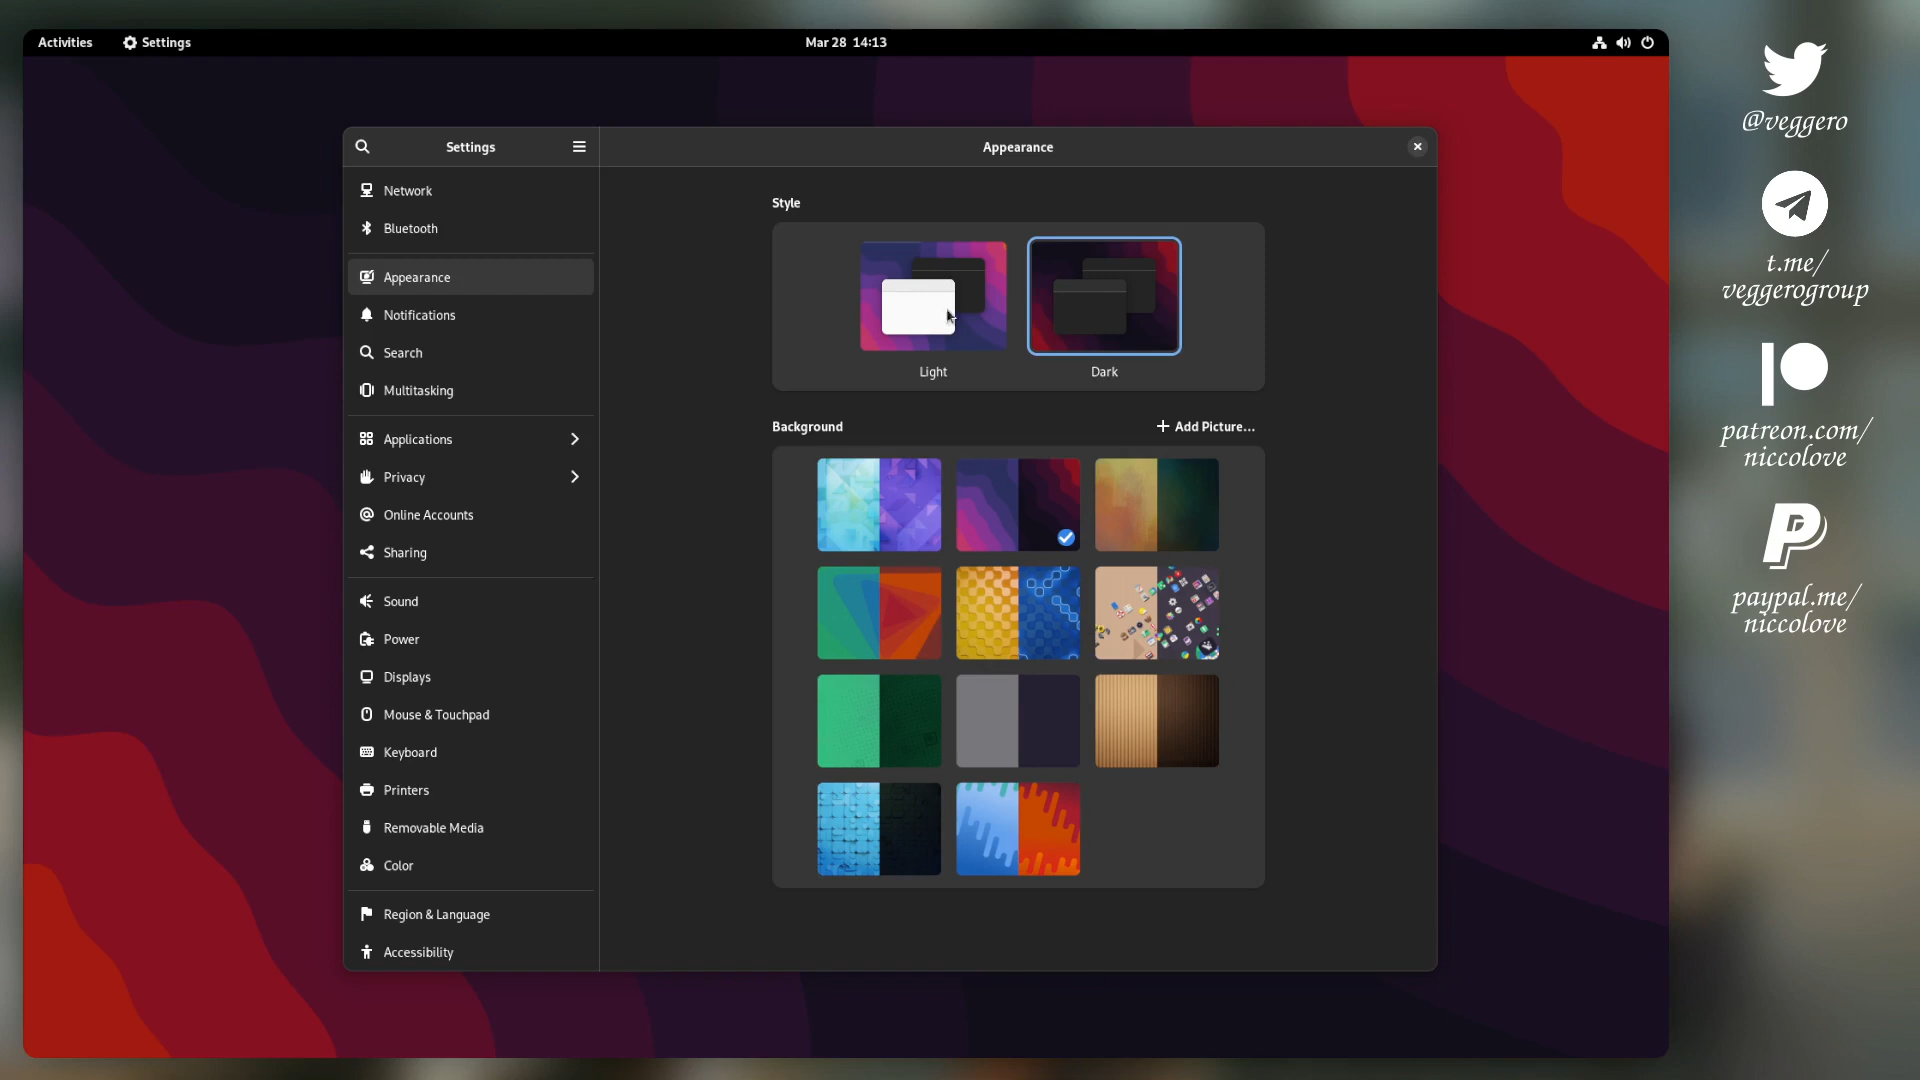 Activities
Settings
Mar 28 14:13
Settings
Appearance
Network
Bluetooth
Appearance
Notifications
Search
Multitasking
Applications
Privacy
Online Accounts
Sharing
Sound
Power
Displays
Mouse & Touchpad
Keyboard
Printers
Removable Media
Color
Region & Language
Accessibility
Style
Light
Dark
Background
Add Picture…
@veggero
t.me/
veggerogroup
patreon.com/
niccolove
paypal.me/
niccolove